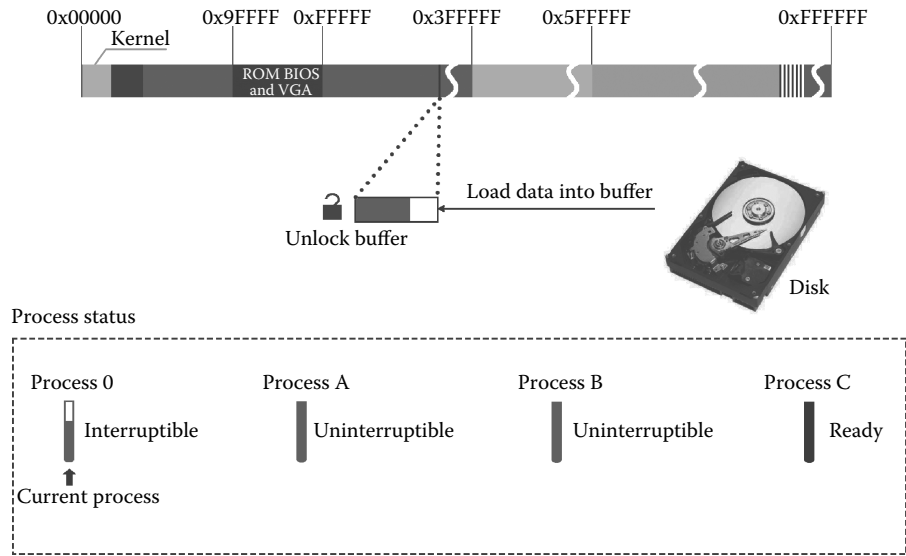 0x00000 0x9FFFF 0xFFFFF 0x3FFFFF 0x5FFFFF 0xFFFFFF
Kernel
ROM BIOS
and VGA
Load data into buffer
Unlock buffer
Disk
Process status
Process 0 Process A Process B Process C
Interruptible Uninterruptible Uninterruptible Ready
Current process